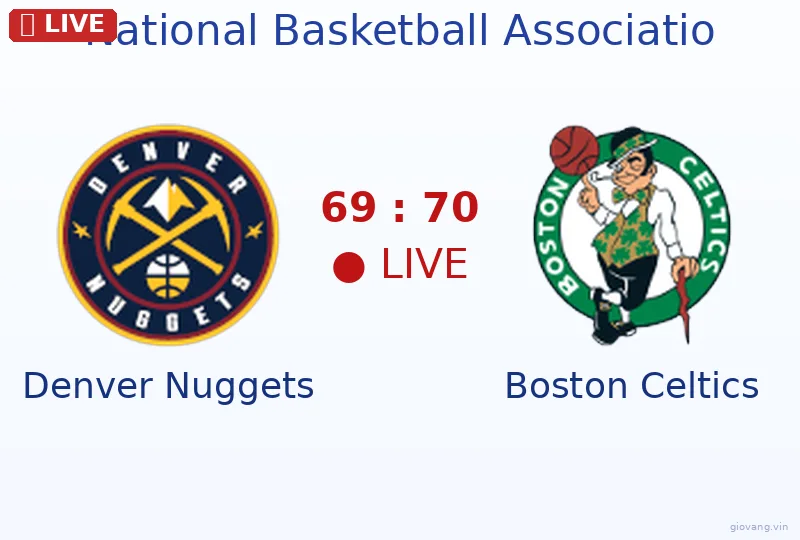 LIVE
National Basketball Associatio
DENVER
NUGGETS
69 : 70
● LIVE
BOSTON
CELTICS
Denver Nuggets
Boston Celtics
giovang.vin